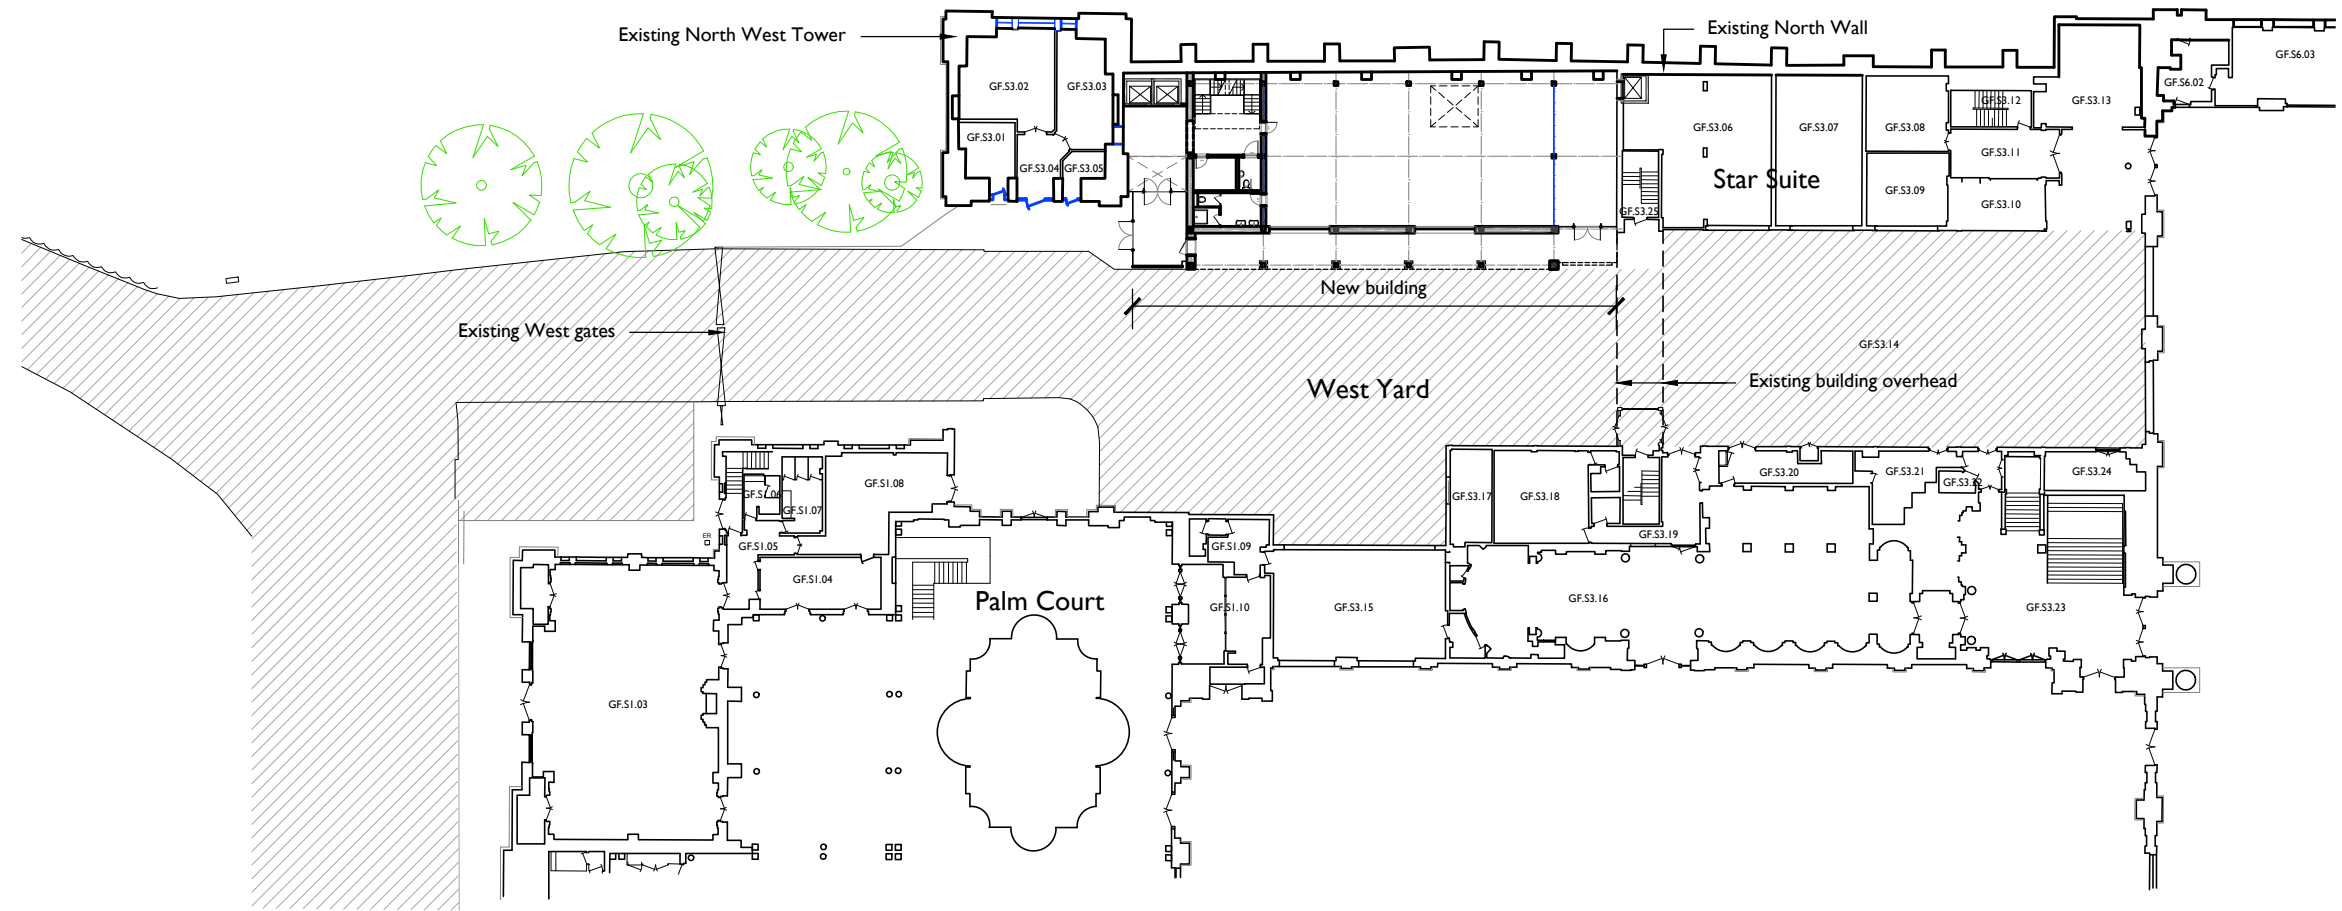 Existing North West Tower
Existing North Wall
GF.S6.03
GF.S6.02
GF.S3.02
GF.S3.03
GF.S3.12
GF.S3.13
GF.S3.01
GF.S3.06
GF.S3.07
GF.S3.08
GF.S3.04
GF.S3.05
GF.S3.11
Star Suite
GF.S3.09
GF.S3.25
GF.S3.10
New building
Existing West gates
GF.S3.14
West Yard
Existing building overhead
GF.S3.20
GF.S3.21
GF.S3.24
GF.S1.08
GF.S3.22
GF.S1.06
GF.S3.17
GF.S3.18
GF.S1.07
ER
GF.S3.19
GF.S1.05
GF.S1.09
GF.S1.04
Palm Court
GF.S1.10
GF.S3.15
GF.S3.16
GF.S3.23
GF.S1.03